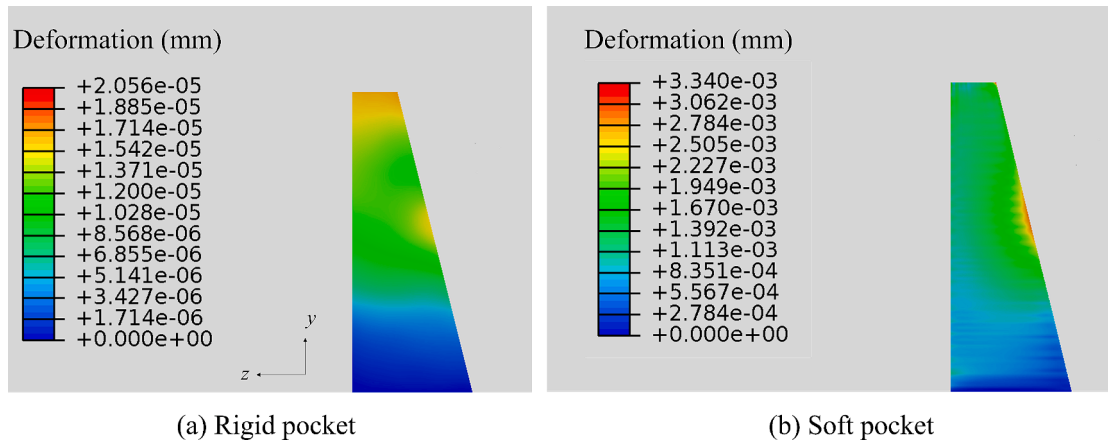 Deformation (mm)
+2.056e-05
+1.885e-05
+1.714e-05
+1.542e-05
+1.371e-05
+1.200e-05
+1.028e-05
+8.568e-06
+6.855e-06
+5.141e-06
+3.427e-06
+1.714e-06
+0.000e+00
y
z
(a) Rigid pocket
Deformation (mm)
+3.340e-03
+3.062e-03
+2.784e-03
+2.505e-03
+2.227e-03
+1.949e-03
+1.670e-03
+1.392e-03
+1.113e-03
+8.351e-04
+5.567e-04
+2.784e-04
+0.000e+00
(b) Soft pocket